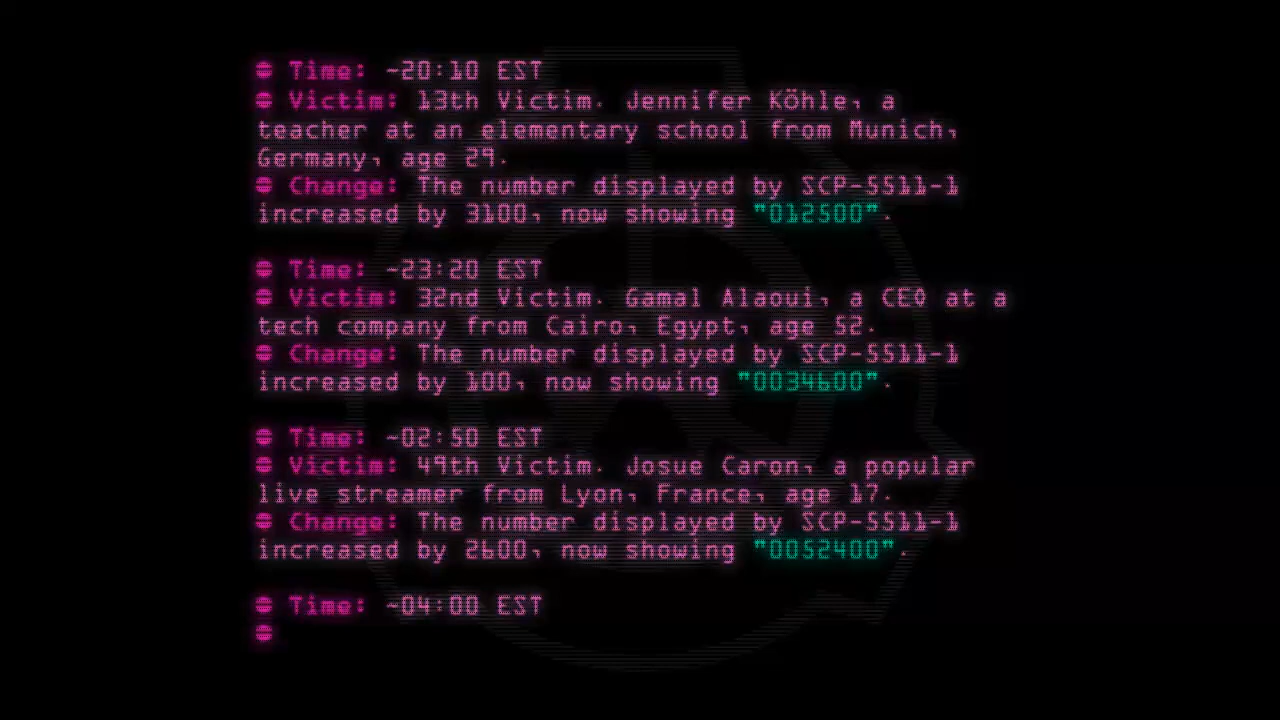 Time: ~20:10 EST
Victim: 13th Victim. Jennifer Köhle, a
teacher at an elementary school from Munich,
Germany, age 29.
Change: The number displayed by SCP-5511-1
increased by 3100, now showing "012500".
Time: ~23:20 EST
Victim: 32nd Victim. Gamal Alaoui, a CEO at a
tech company from Cairo, Egypt, age 52.
Change: The number displayed by SCP-5511-1
increased by 100, now showing "0034600".
Time: ~02:50 EST
Victim: 49th Victim. Josue Caron, a popular
live streamer from Lyon, France, age 17.
Change: The number displayed by SCP-5511-1
increased by 2600, now showing "0052400".
Time: ~04:00 EST